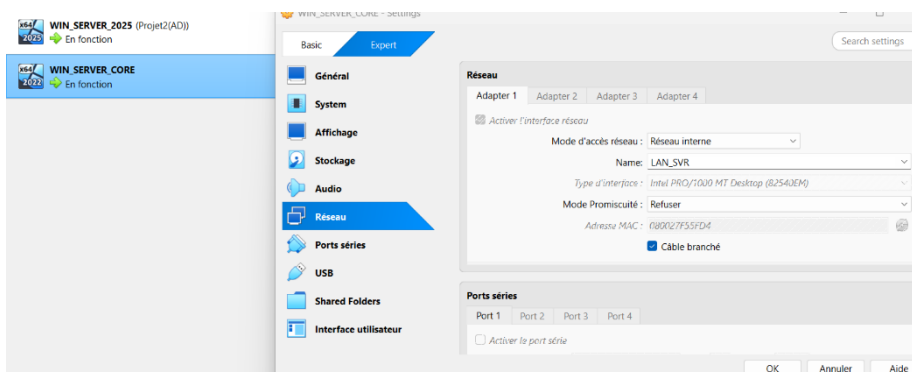 WIN_SERVER_2025 (Projet2(AD))
En fonction
x64
2025
WIN_SERVER_CORE
En fonction
x64
2022
WIN_SERVER_CORE - Settings
Basic Expert
Search settings
Général
System
Affichage
Stockage
Audio
Réseau
Ports séries
USB
Shared Folders
Interface utilisateur
Réseau
Adapter 1 Adapter 2 Adapter 3 Adapter 4
Activer l'interface réseau
Mode d'accès réseau : Réseau interne
Name: LAN_SVR
Type d'interface : Intel PRO/1000 MT Desktop (82540EM)
Mode Promiscuité : Refuser
Adresse MAC : 080027F55FD4
Câble branché
Ports séries
Port 1 Port 2 Port 3 Port 4
Activer le port série
OK Annuler Aide